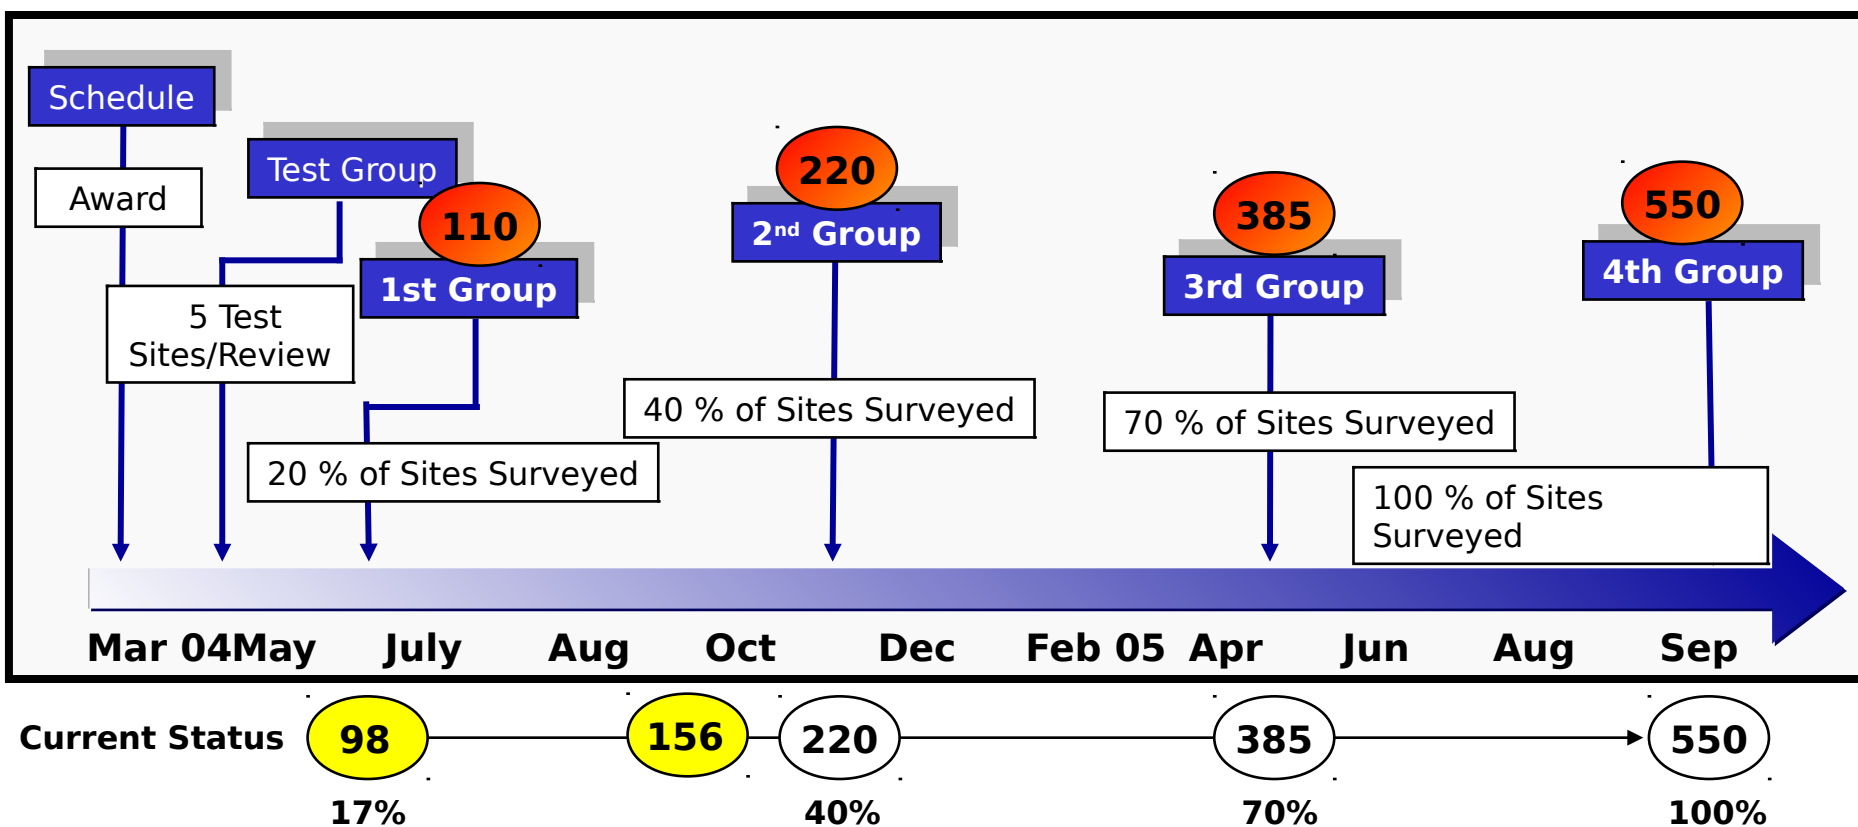 Schedule
Award
Test Group
5 Test
Sites/Review
110
1st Group
20 % of Sites Surveyed
220
2nd Group
40 % of Sites Surveyed
385
3rd Group
70 % of Sites Surveyed
550
4th Group
100 % of Sites
Surveyed
Mar 04May July Aug Oct Dec Feb 05 Apr Jun Aug Sep
Current Status 98 156 220 385 550
17% 40% 70% 100%